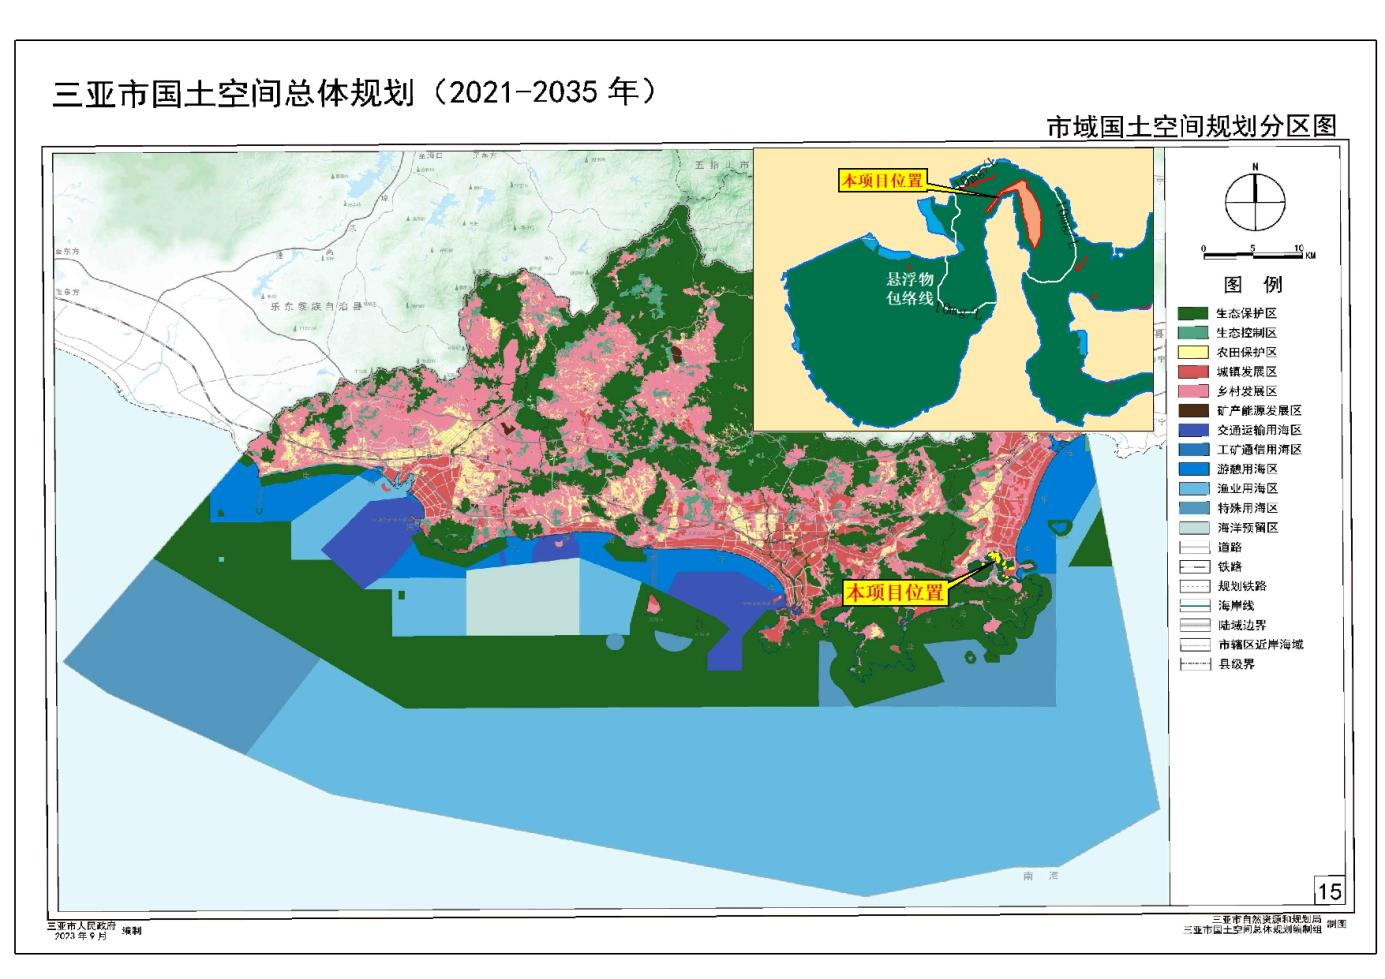 三亚市国土空间总体规划（2021-2035 年）
市域国土空间规划分区图
五指山市
本项目位置
悬浮物
包络线
乐东黎族自治县
本项目位置
南 海
N
0 5 10 KM
图 例
生态保护区
生态控制区
农田保护区
城镇发展区
乡村发展区
矿产能源发展区
交通运输用海区
工矿通信用海区
游憩用海区
渔业用海区
特殊用海区
海洋预留区
道路
铁路
规划铁路
海岸线
陆域边界
市辖区近岸海域
县级界
15
三亚市人民政府
2023 年 9 月 编制
三亚市自然资源和规划局
三亚市国土空间总体规划编制组 制图